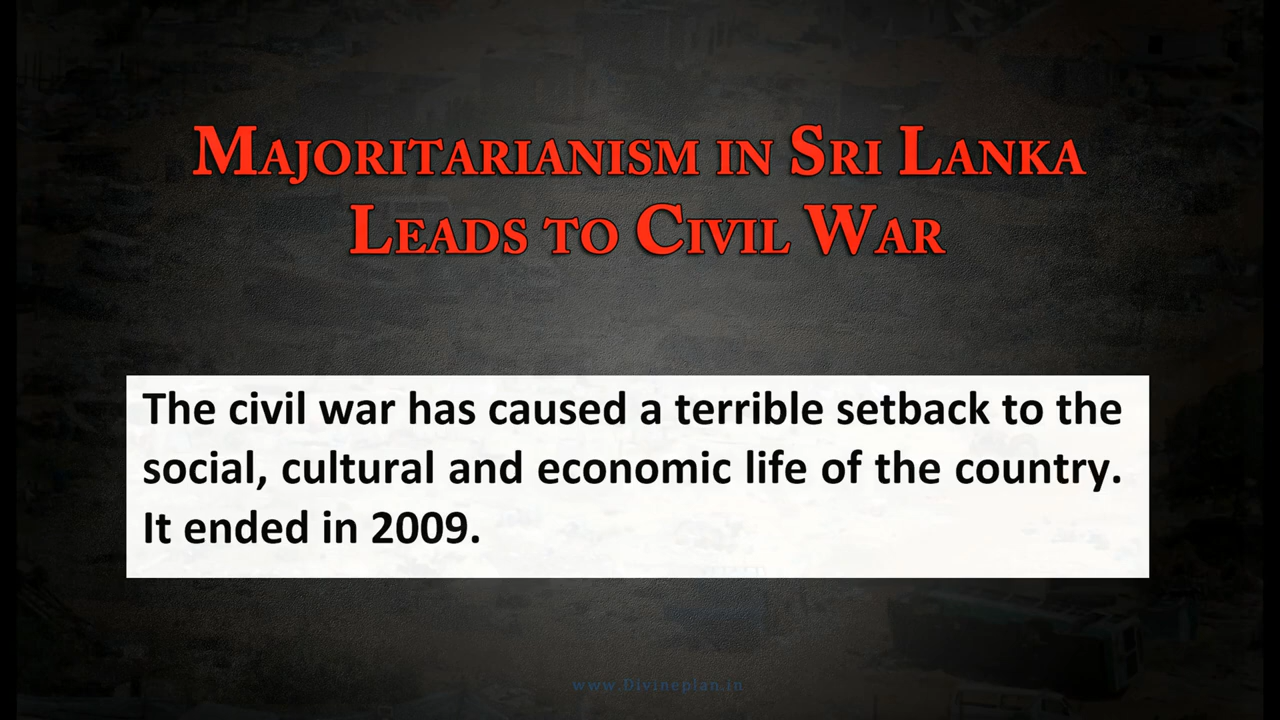 Majoritarianism in Sri Lanka
Leads to Civil War
The civil war has caused a terrible setback to the
social, cultural and economic life of the country.
It ended in 2009.
www.Divineplan.in